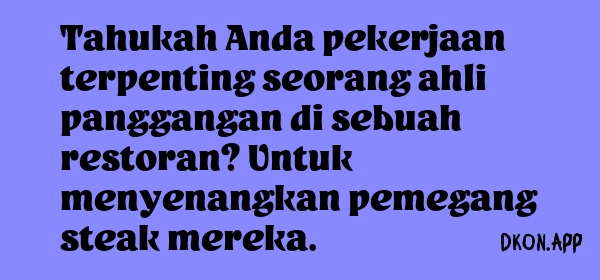 Tahukah Anda pekerjaan
terpenting seorang ahli
panggangan di sebuah
restoran? Untuk
menyenangkan pemegang
steak mereka.
DKON.APP